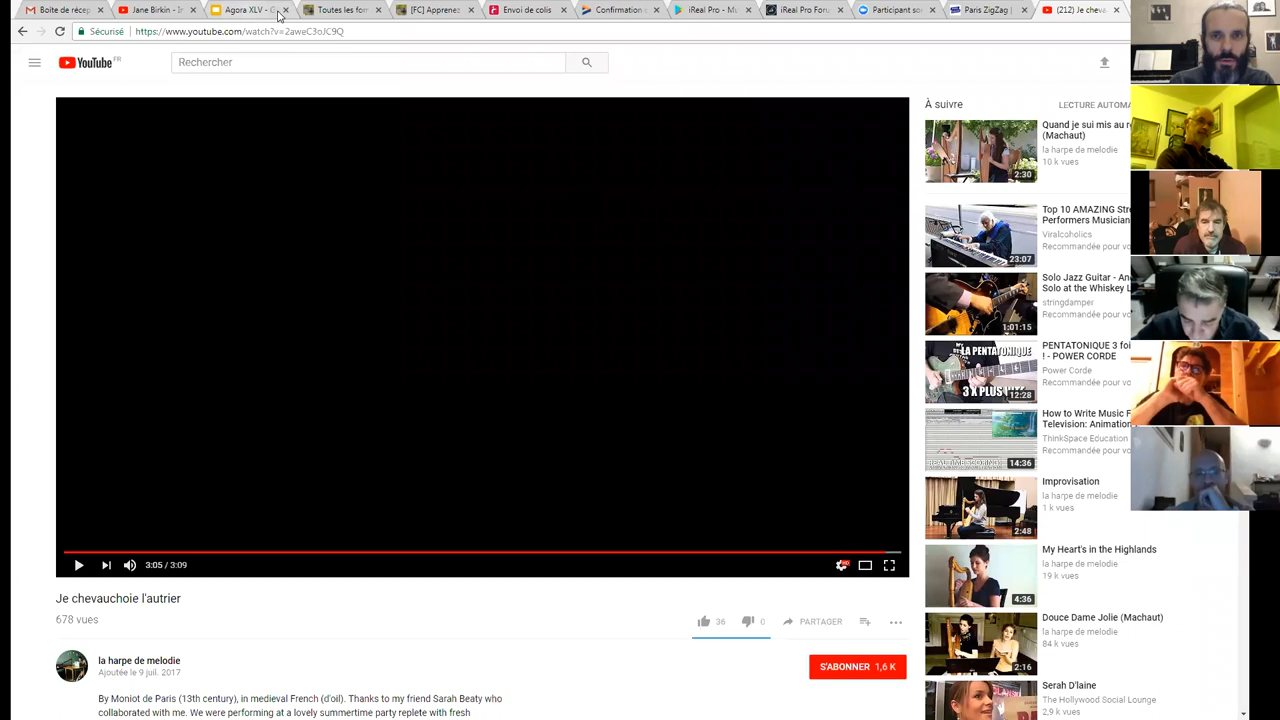 Boîte de récep
Jane Birkin - In
Agora XLV - G
Toutes les for
[FC] Apprenez
Envoi de colis
Confirmation d
iReal Pro - Mu
iReal Pro Foru
Participant so
Paris ZigZag |
(212) Je cheva
Sécurisé
https://www.youtube.com/watch?v=2aweC3oJC9Q
YouTube FR
Rechercher
À suivre
LECTURE AUTOMA
Quand je sui mis au r
(Machaut)
la harpe de melodie
10 k vues
2:30
Top 10 AMAZING Str
Performers Musician
Viralcoholics
Recommandée pour vo
23:07
Solo Jazz Guitar - An
Solo at the Whiskey L
stringdamper
Recommandée pour vo
1:01:15
PENTATONIQUE 3 foi
! - POWER CORDE
Power Corde
Recommandée pour vo
LA PENTATONIQUE
3 X PLUS
12:28
How to Write Music F
Television: Animation
ThinkSpace Education
Recommandée pour vo
14:36
Improvisation
la harpe de melodie
1 k vues
2:48
My Heart's in the Highlands
la harpe de melodie
19 k vues
4:36
Douce Dame Jolie (Machaut)
la harpe de melodie
84 k vues
2:16
Serah D'laine
The Hollywood Social Lounge
2,9 k vues
3:05 / 3:09
Je chevauchoie l'autrier
678 vues
36
0
PARTAGER
la harpe de melodie
Ajoutée le 9 juil. 2017
S'ABONNER 1,6 K
By Moniot de Paris (13th century), in medieval French (duh). Thanks to my friend Sarah Beaty who
collaborated with me. We were performing at a lovely summertime party replete with fresh